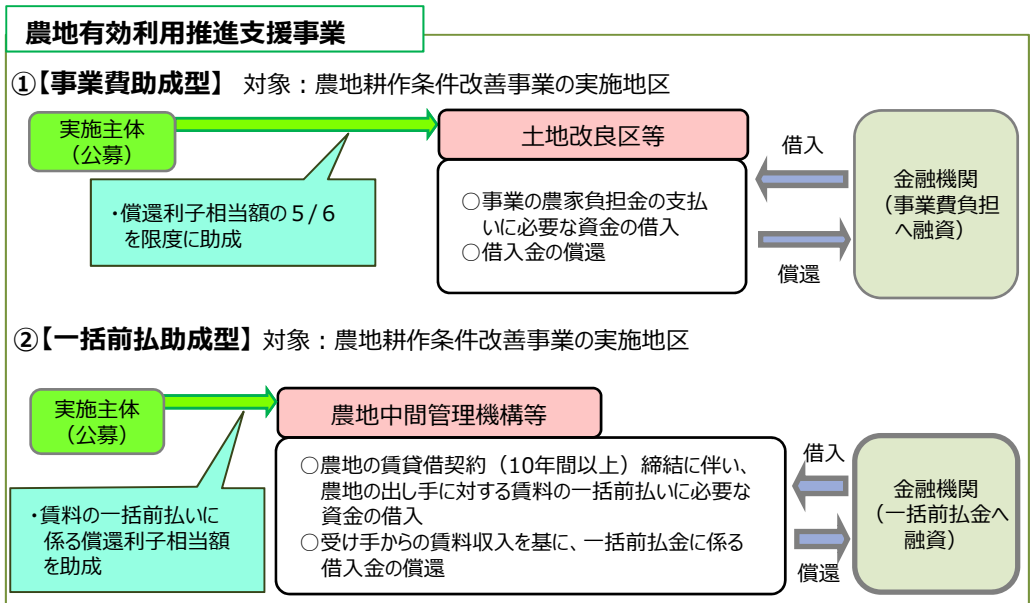 農地有効利用推進支援事業
①【事業費助成型】 対象：農地耕作条件改善事業の実施地区
実施主体
（公募）
・償還利子相当額の５/６
を限度に助成
土地改良区等
○事業の農家負担金の支払
いに必要な資金の借入
○借入金の償還
借入
償還
金融機関
（事業費負担
へ融資）
②【一括前払助成型】 対象：農地耕作条件改善事業の実施地区
実施主体
（公募）
・賃料の一括前払いに
係る償還利子相当額
を助成
農地中間管理機構等
○農地の賃貸借契約（10年間以上）締結に伴い、
農地の出し手に対する賃料の一括前払いに必要な
資金の借入
○受け手からの賃料収入を基に、一括前払金に係る
借入金の償還
借入
償還
金融機関
（一括前払金へ
融資）